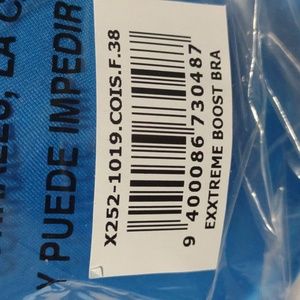 Y PUEDE IMPEDIR
X252-1019.COIS.F.38
9 400086 730487
EXXTREME BOOST BRA